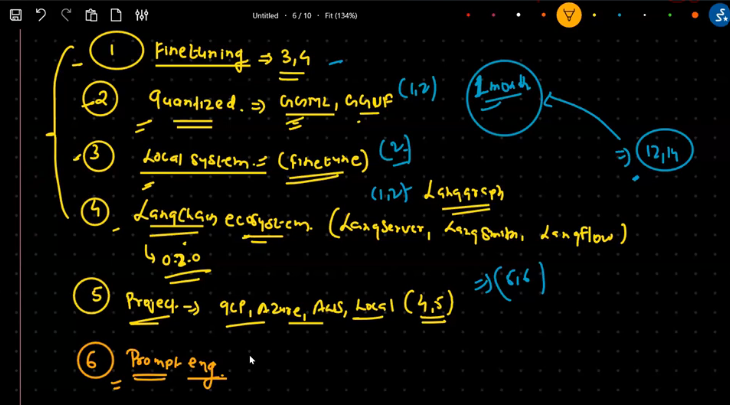 Untitled • 6 / 10 • Fit (134%)
1 Finetuning ⇒ 3,4 -
2 Quantized. ⇒ GGML, GGUF (1,2)
1 month
3 Local system = (finetune) (2-)
⇒ 12,14
4 (1,2) Langgraph
LangChain ecosystem. (Langserver, LangSmith, Langflow)
↳ 0.2.0
5 Project → GCP, Azure, AWS, Local (4,5) ⇒ (5,6)
6 Prompt eng.